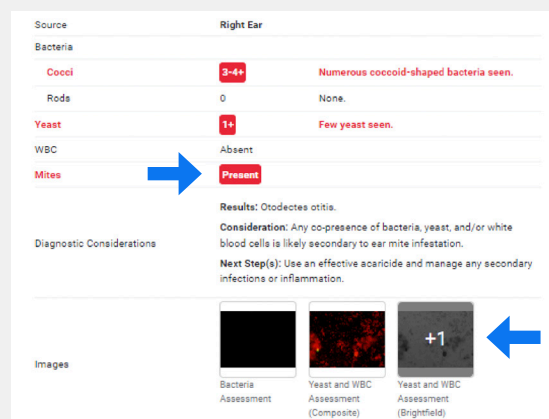 Source Right Ear
Bacteria
Cocci 3-4+ Numerous coccoid-shaped bacteria seen.
Rods 0 None.
Yeast 1+ Few yeast seen.
WBC Absent
Mites Present
Results: Otodectes otitis.
Consideration: Any co-presence of bacteria, yeast, and/or white
blood cells is likely secondary to ear mite infestation.
Diagnostic Considerations
Next Step(s): Use an effective acaricide and manage any secondary
infections or inflammation.
+1
Images
Bacteria
Assessment
Yeast and WBC
Assessment
(Composite)
Yeast and WBC
Assessment
(Brightfield)